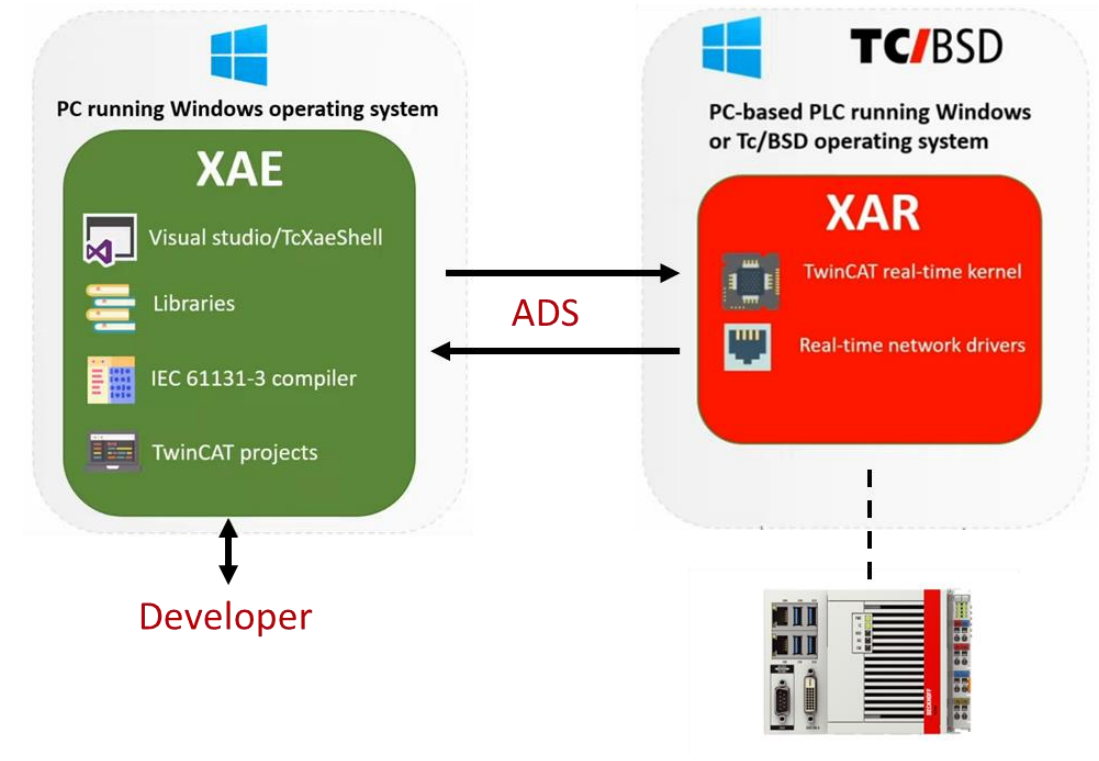 PC running Windows operating system
XAE
Visual studio/TcXaeShell
Libraries
IEC 61131-3 compiler
TwinCAT projects
Developer
ADS
TC/BSD
PC-based PLC running Windows
or Tc/BSD operating system
XAR
TwinCAT real-time kernel
Real-time network drivers
BECKHOFF